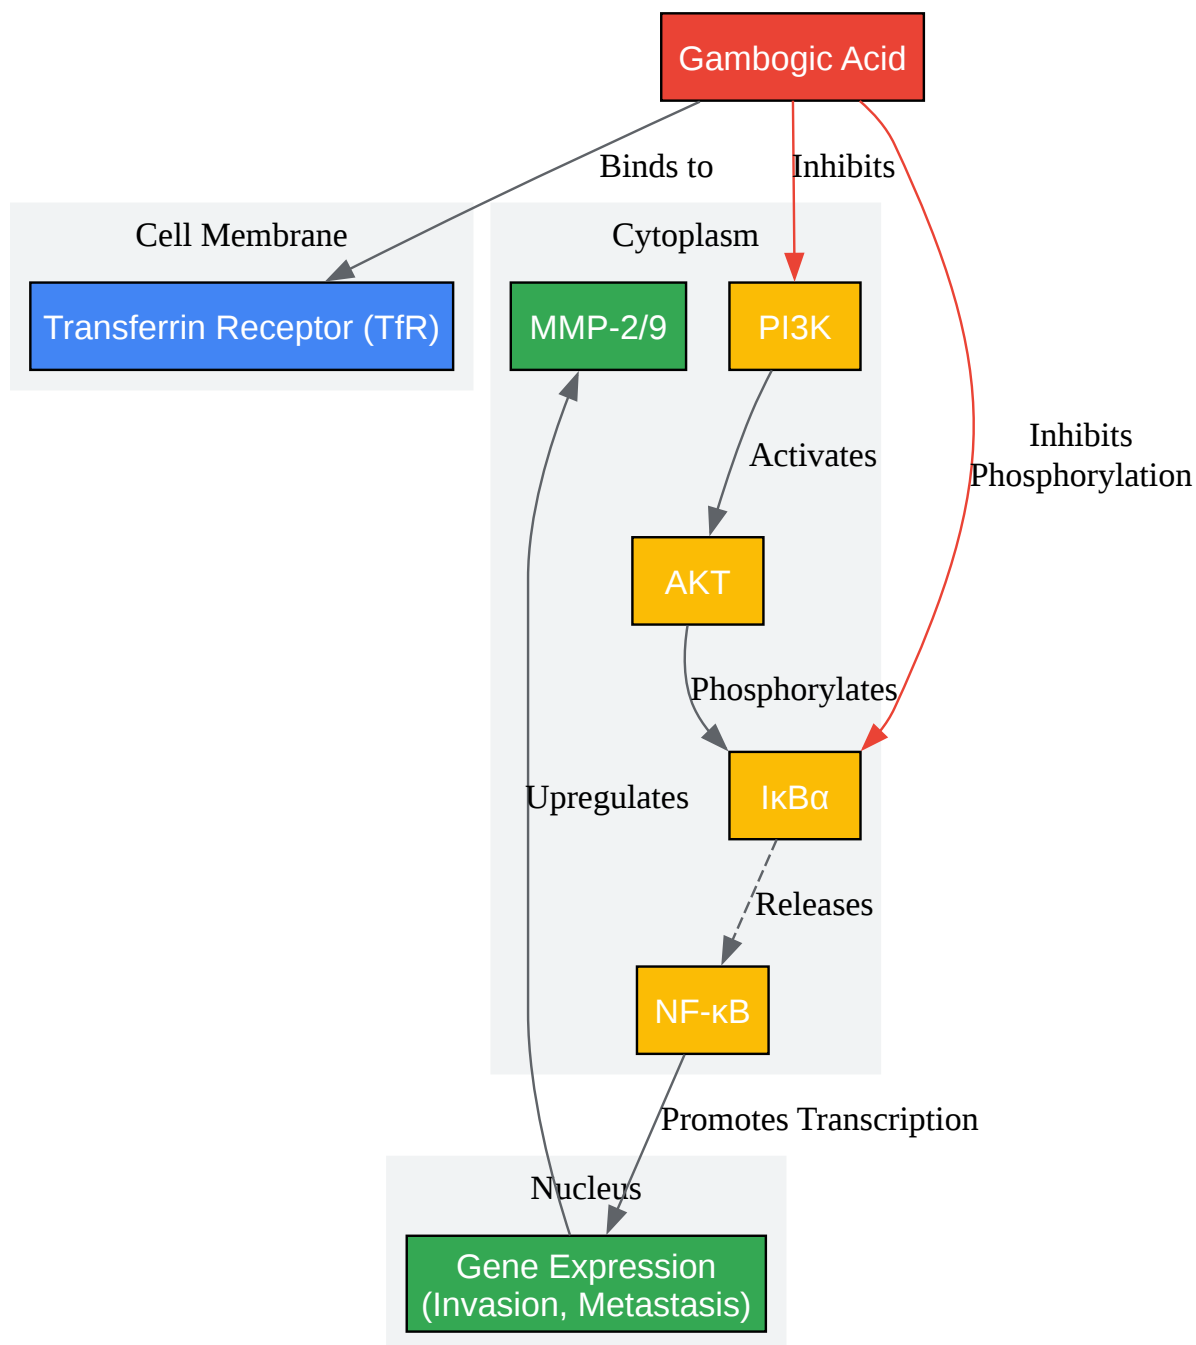 Gambogic Acid
Binds to
Inhibits
Cell Membrane
Cytoplasm
Transferrin Receptor (TfR)
MMP-2/9
PI3K
Activates
Inhibits
Phosphorylation
AKT
Phosphorylates
Upregulates
IκBα
Releases
NF-κB
Promotes Transcription
Nucleus
Gene Expression
(Invasion, Metastasis)